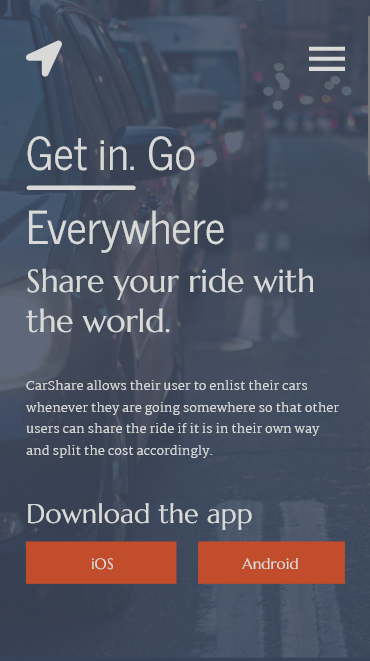 Get in. Go
Everywhere
Share your ride with
the world.
CarShare allows their user to enlist their cars
whenever they are going somewhere so that other
users can share the ride if it is in their own way
and split the cost accordingly.
Download the app
iOS
Android